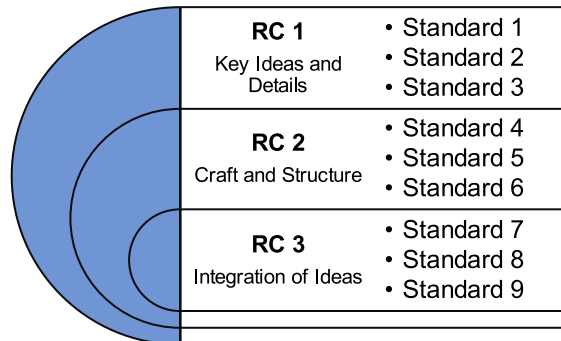 RC 1
Key Ideas and
Details
• Standard 1
• Standard 2
• Standard 3
RC 2
Craft and Structure
• Standard 4
• Standard 5
• Standard 6
RC 3
Integration of Ideas
• Standard 7
• Standard 8
• Standard 9